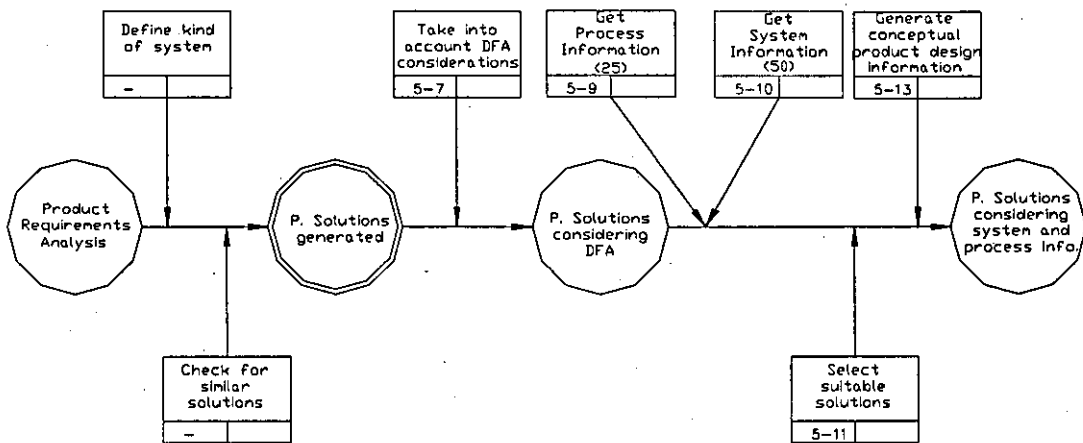 Define kind
of system
-
Take into
account DFA
considerations
5-7
Get
Process
Information
(25)
5-9
Get
System
Information
(50)
5-10
Generate
conceptual
product design
information
5-13
Product
Requirements
Analysis
P. Solutions
generated
P. Solutions
considering
DFA
P. Solutions
considering
system and
process Info.
Check for
similar
solutions
-
Select
suitable
solutions
5-11